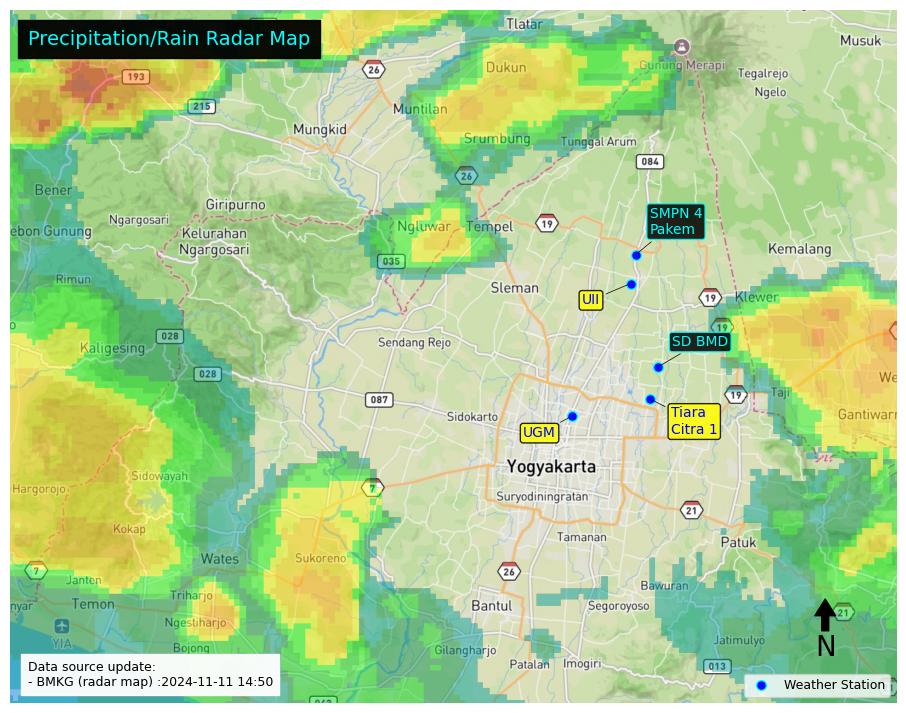 Precipitation/Rain Radar Map
Tlatar
Musuk
26
Dukun
Gunung Merapi
193
Tegalrejo
Ngelo
215
Muntilan
Mungkid
Srumbung
Tunggal Arum
084
26
Bener
Giripurno
SMPN 4
Pakem
Ngargosari
Ngluwar
Tempel
19
ebon Gunung
Kelurahan
Ngargosari
Kemalang
035
Rimun
Sleman
UII
19
Klewer
19
028
Sendang Rejo
SD BMD
Kaligesing
028
We
087
19
Taji
Sidokarto
Tiara
Citra 1
Gantiwarn
UGM
Yogyakarta
Sidowayah
Hargorojo
7
Suryodiningratan
21
Kokap
Tamanan
Patuk
Wates
Sukoreno
7
26
Janten
Bawuran
nyar
Temon
Triharjo
Bantul
Segoroyoso
21
Ngestiharjo
YIA
Bojong
Jatimulyo
N
Gilangharjo
Patalan
Imogiri
013
Data source update:
- BMKG (radar map) :2024-11-11 14:50
Weather Station